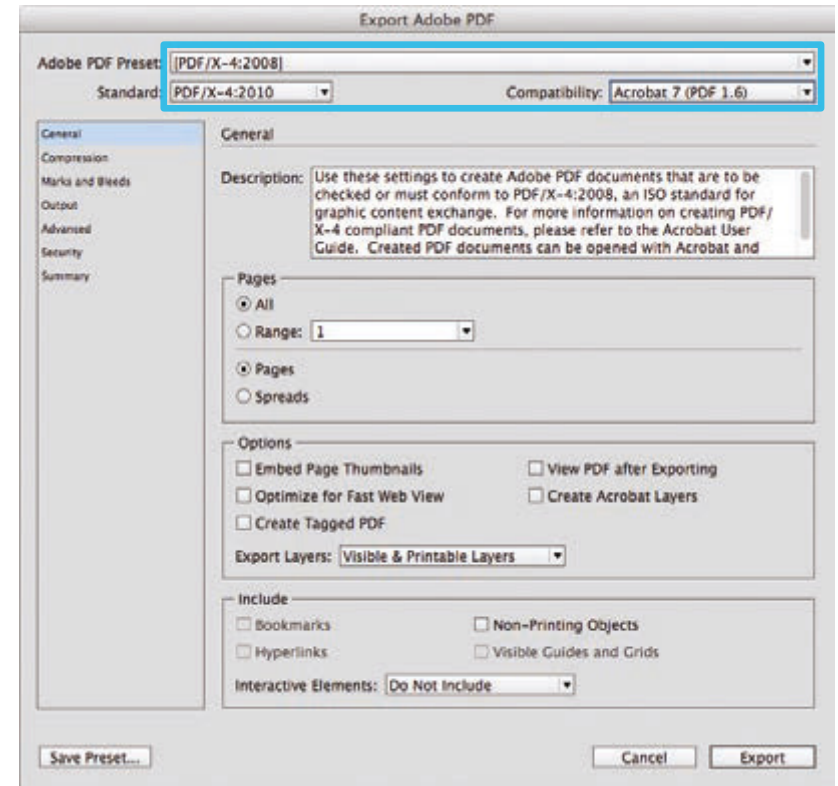 Export Adobe PDF
Adobe PDF Preset: [PDF/X-4:2008]
Standard: PDF/X-4:2010 Compatibility: Acrobat 7 (PDF 1.6)
General
Compression
Marks and Bleeds
Output
Advanced
Security
Summary
General
Description: Use these settings to create Adobe PDF documents that are to be
checked or must conform to PDF/X-4:2008, an ISO standard for
graphic content exchange. For more information on creating PDF/
X-4 compliant PDF documents, please refer to the Acrobat User
Guide. Created PDF documents can be opened with Acrobat and
Pages
All
Range: 1
Pages
Spreads
Options
Embed Page Thumbnails View PDF after Exporting
Optimize for Fast Web View Create Acrobat Layers
Create Tagged PDF
Export Layers: Visible & Printable Layers
Include
Bookmarks Non-Printing Objects
Hyperlinks Visible Guides and Grids
Interactive Elements: Do Not Include
Save Preset... Cancel Export